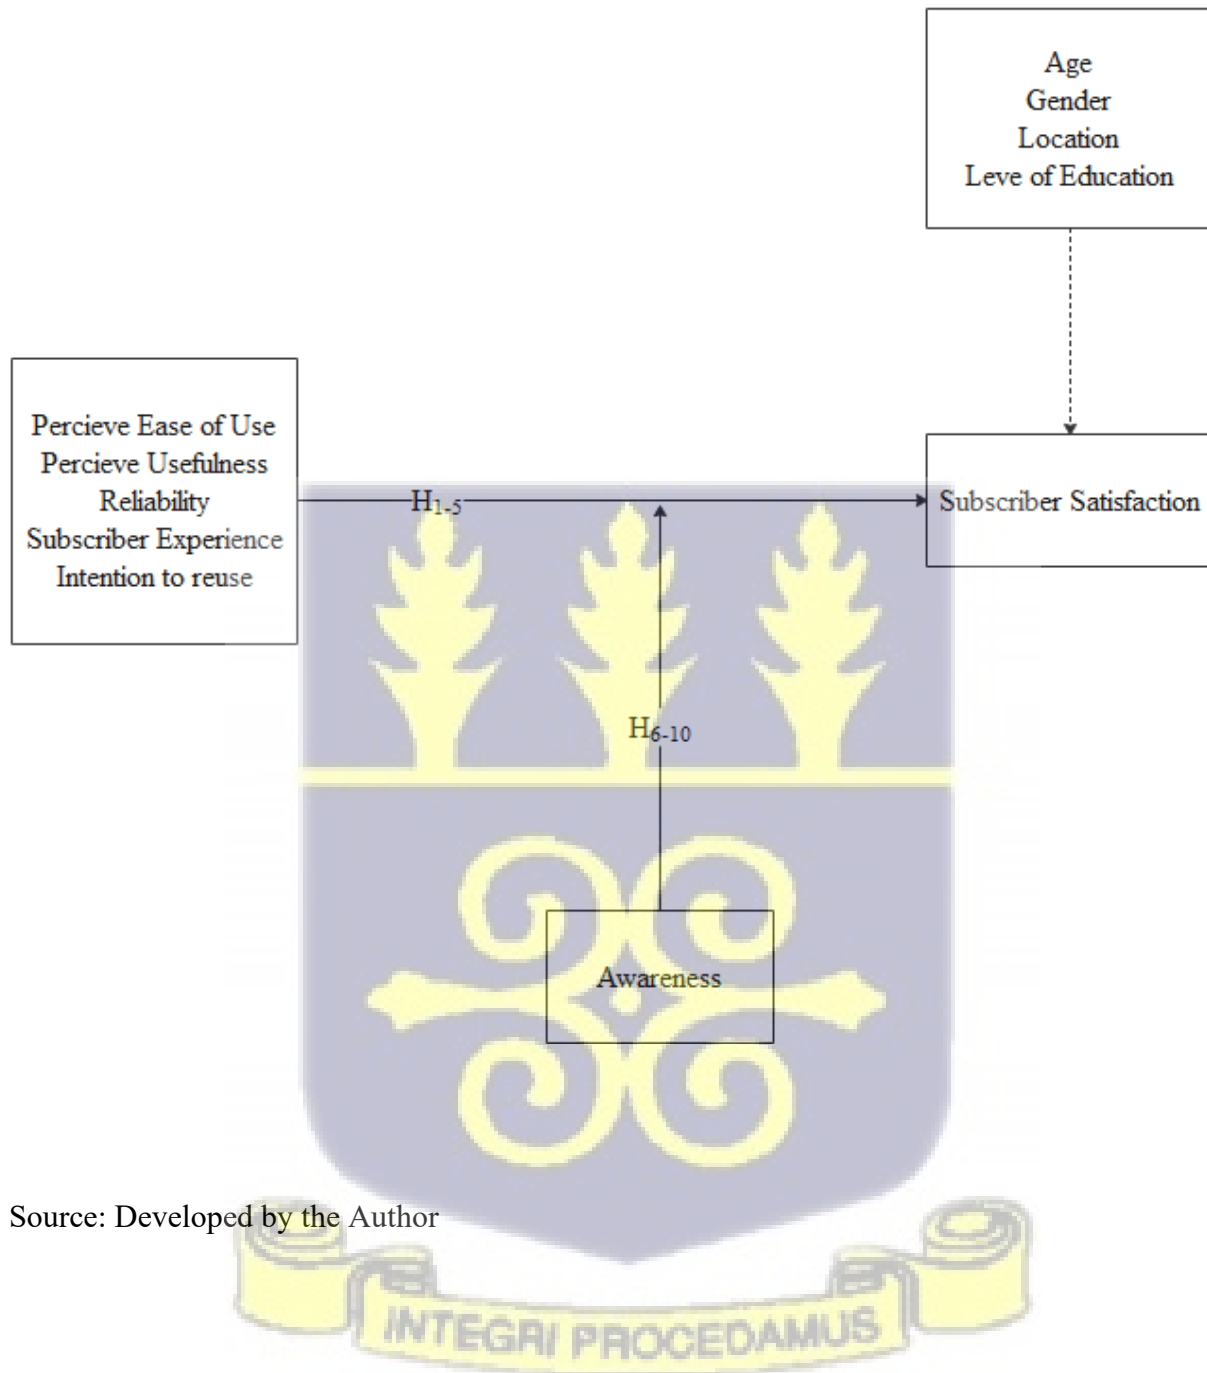 Age
Gender
Location
Leve of Education
Percieve Ease of Use
Percieve Usefulness
Reliability
Subscriber Experience
Intention to reuse
H1-5
Subscriber Satisfaction
H6-10
Awareness
Source: Developed by the Author
INTEGRI PROCEDAMUS